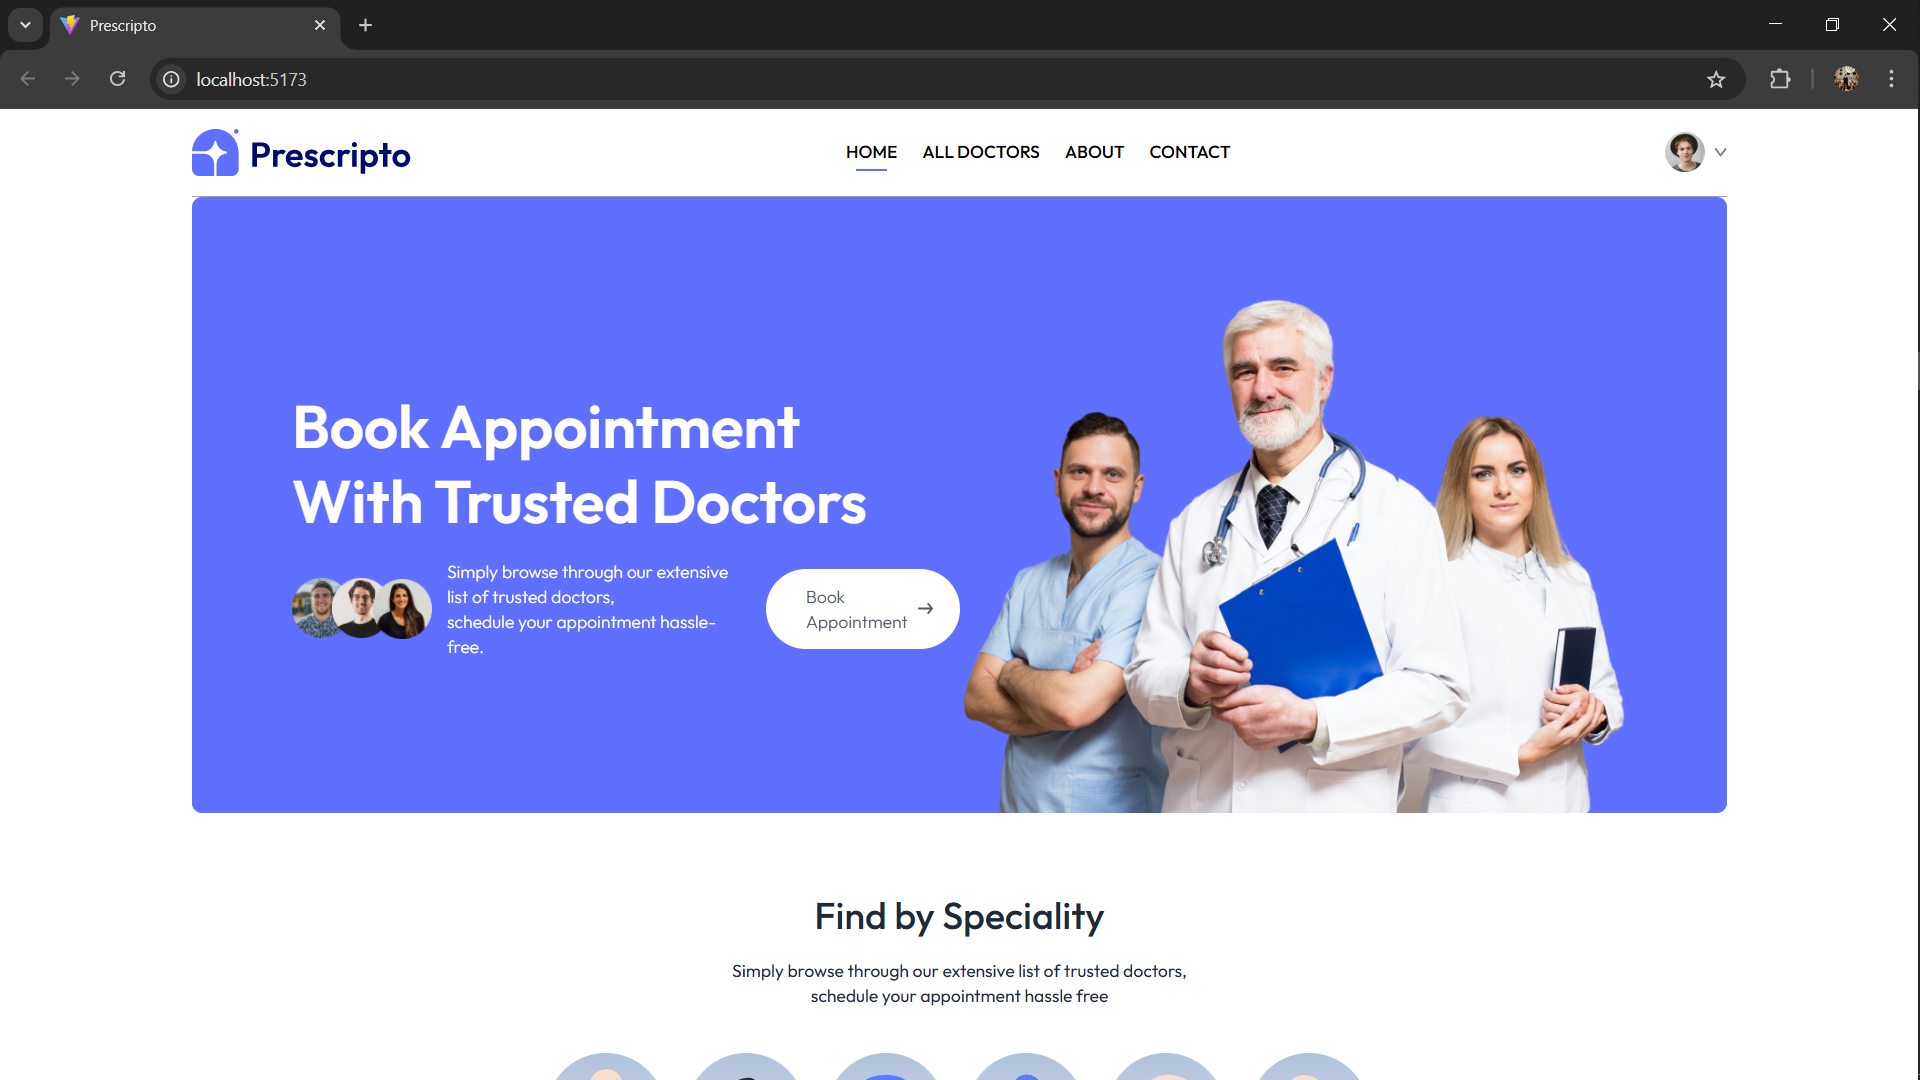 Prescripto
localhost:5173
Prescripto
HOME ALL DOCTORS ABOUT CONTACT
Book Appointment
With Trusted Doctors
Simply browse through our extensive
list of trusted doctors,
schedule your appointment hassle-
free.
Book
Appointment
Find by Speciality
Simply browse through our extensive list of trusted doctors,
schedule your appointment hassle free